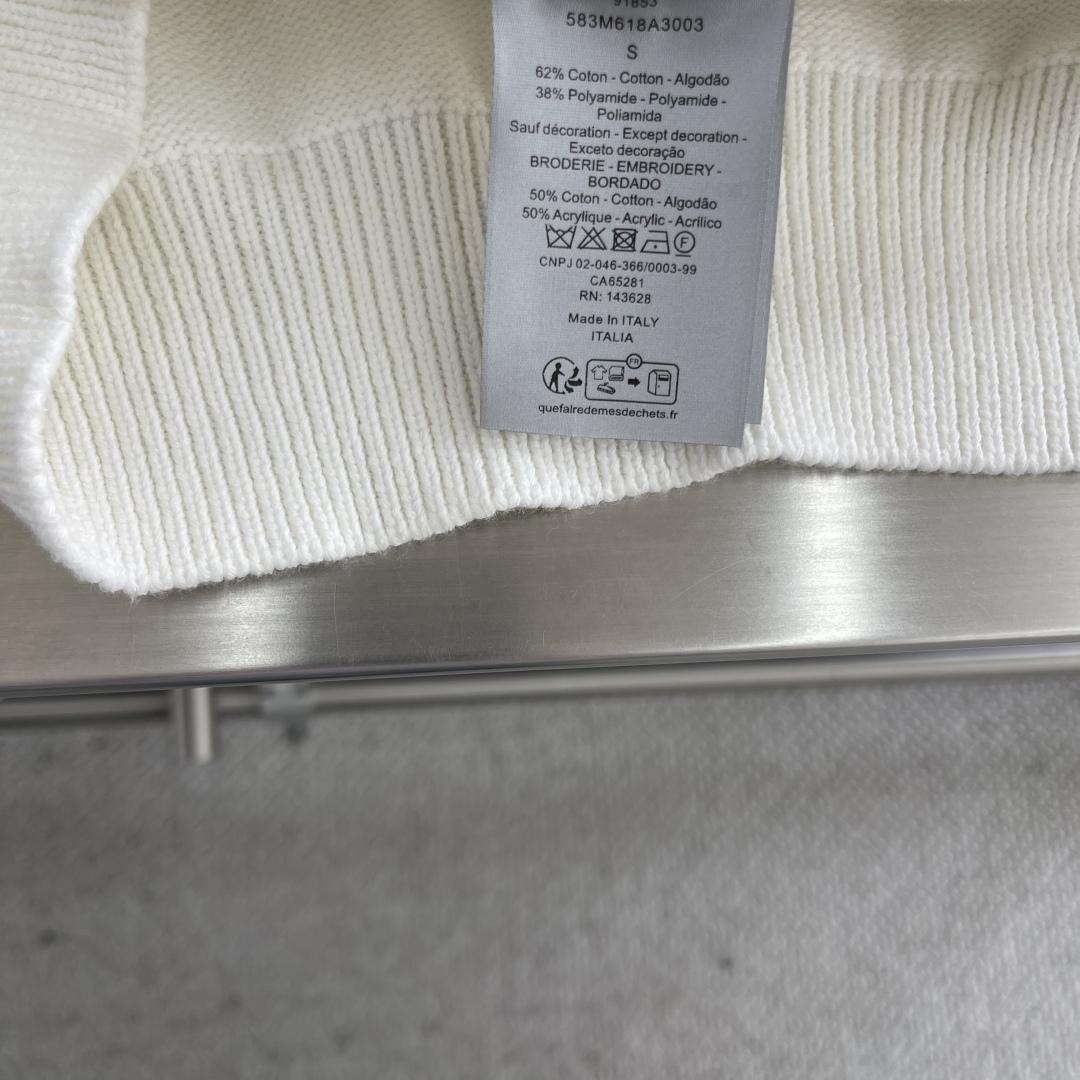 91853
583M618A3003
S
62% Coton - Cotton - Algodão
38% Polyamide - Polyamide -
Poliamida
Sauf décoration - Except decoration -
Exceto decoração
BRODERIE - EMBROIDERY -
BORDADO
50% Coton - Cotton - Algodão
50% Acrylique - Acrylic - Acrílico
F
CNPJ 02-046-366/0003-99
CA65281
RN: 143628
Made In ITALY
ITALIA
FR
quefairedemesdechets.fr